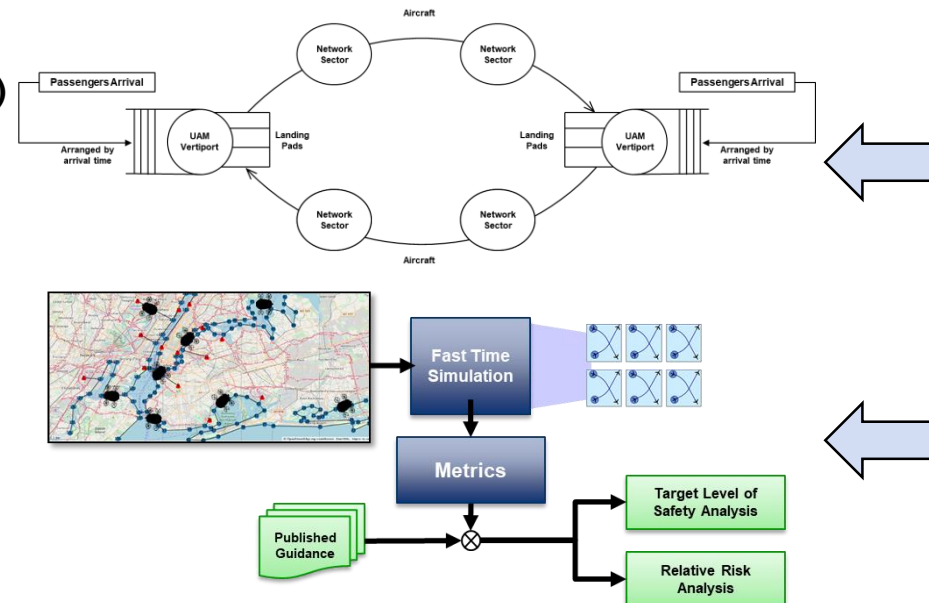 Aircraft
Network
Sector
Network
Sector
)
Passengers Arrival
Passengers Arrival
Arranged by
arrival time
UAM
Vertiport
Landing
Pads
Landing
Pads
UAM
Vertiport
Arranged by
arrival time
Network
Sector
Network
Sector
Aircraft
Fast Time
Simulation
Metrics
Published
Guidance
Target Level of
Safety Analysis
Relative Risk
Analysis